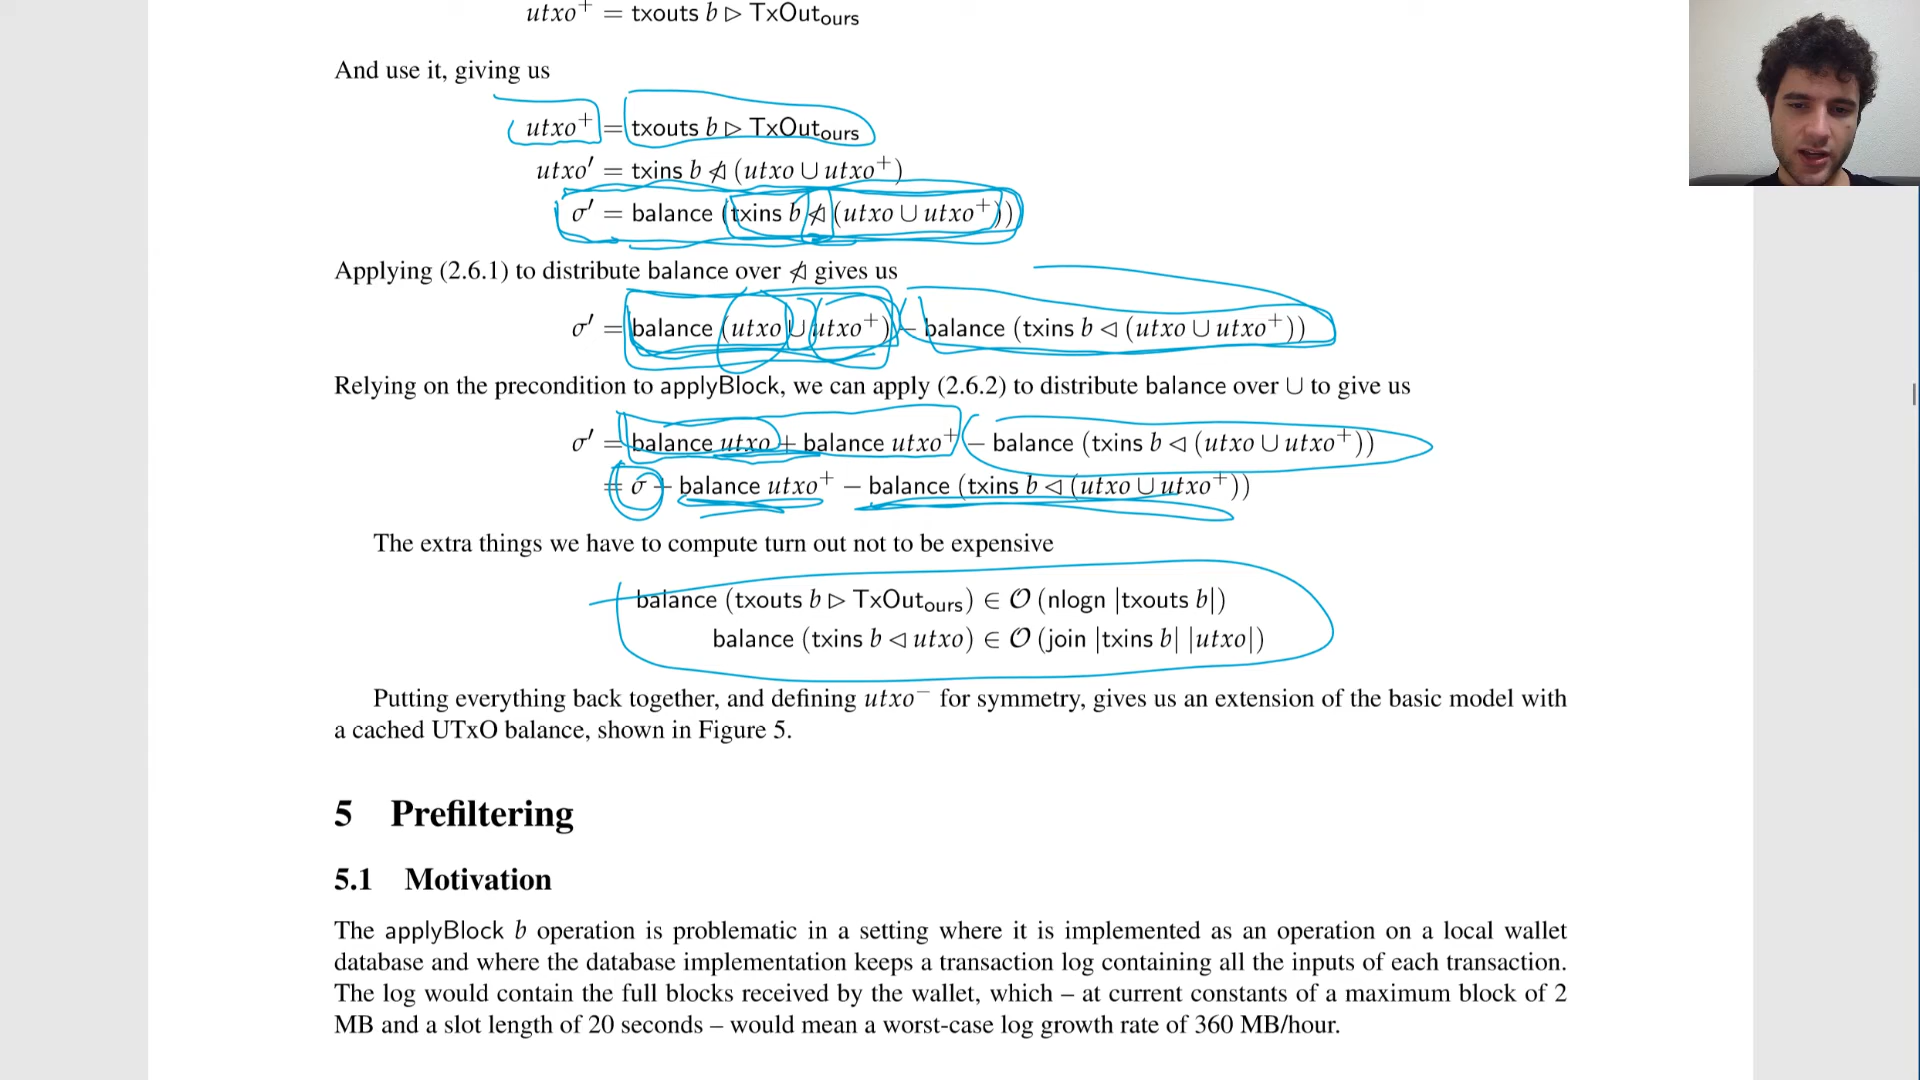 utxo⁺ = txouts b ▷ TxOut_ours
And use it, giving us
utxo⁺ = txouts b ▷ TxOut_ours
utxo′ = txins b ⋪ (utxo ∪ utxo⁺)
σ′ = balance (txins b ⋪ (utxo ∪ utxo⁺))
Applying (2.6.1) to distribute balance over ⋪ gives us
σ′ = balance (utxo ∪ utxo⁺) − balance (txins b ◁ (utxo ∪ utxo⁺))
Relying on the precondition to applyBlock, we can apply (2.6.2) to distribute balance over ∪ to give us
σ′ = balance utxo + balance utxo⁺ − balance (txins b ◁ (utxo ∪ utxo⁺))
= σ + balance utxo⁺ − balance (txins b ◁ (utxo ∪ utxo⁺))
The extra things we have to compute turn out not to be expensive
balance (txouts b ▷ TxOut_ours) ∈ O (nlogn |txouts b|)
balance (txins b ◁ utxo) ∈ O (join |txins b| |utxo|)
Putting everything back together, and defining utxo⁻ for symmetry, gives us an extension of the basic model with
a cached UTxO balance, shown in Figure 5.
5 Prefiltering
5.1 Motivation
The applyBlock b operation is problematic in a setting where it is implemented as an operation on a local wallet
database and where the database implementation keeps a transaction log containing all the inputs of each transaction.
The log would contain the full blocks received by the wallet, which – at current constants of a maximum block of 2
MB and a slot length of 20 seconds – would mean a worst-case log growth rate of 360 MB/hour.